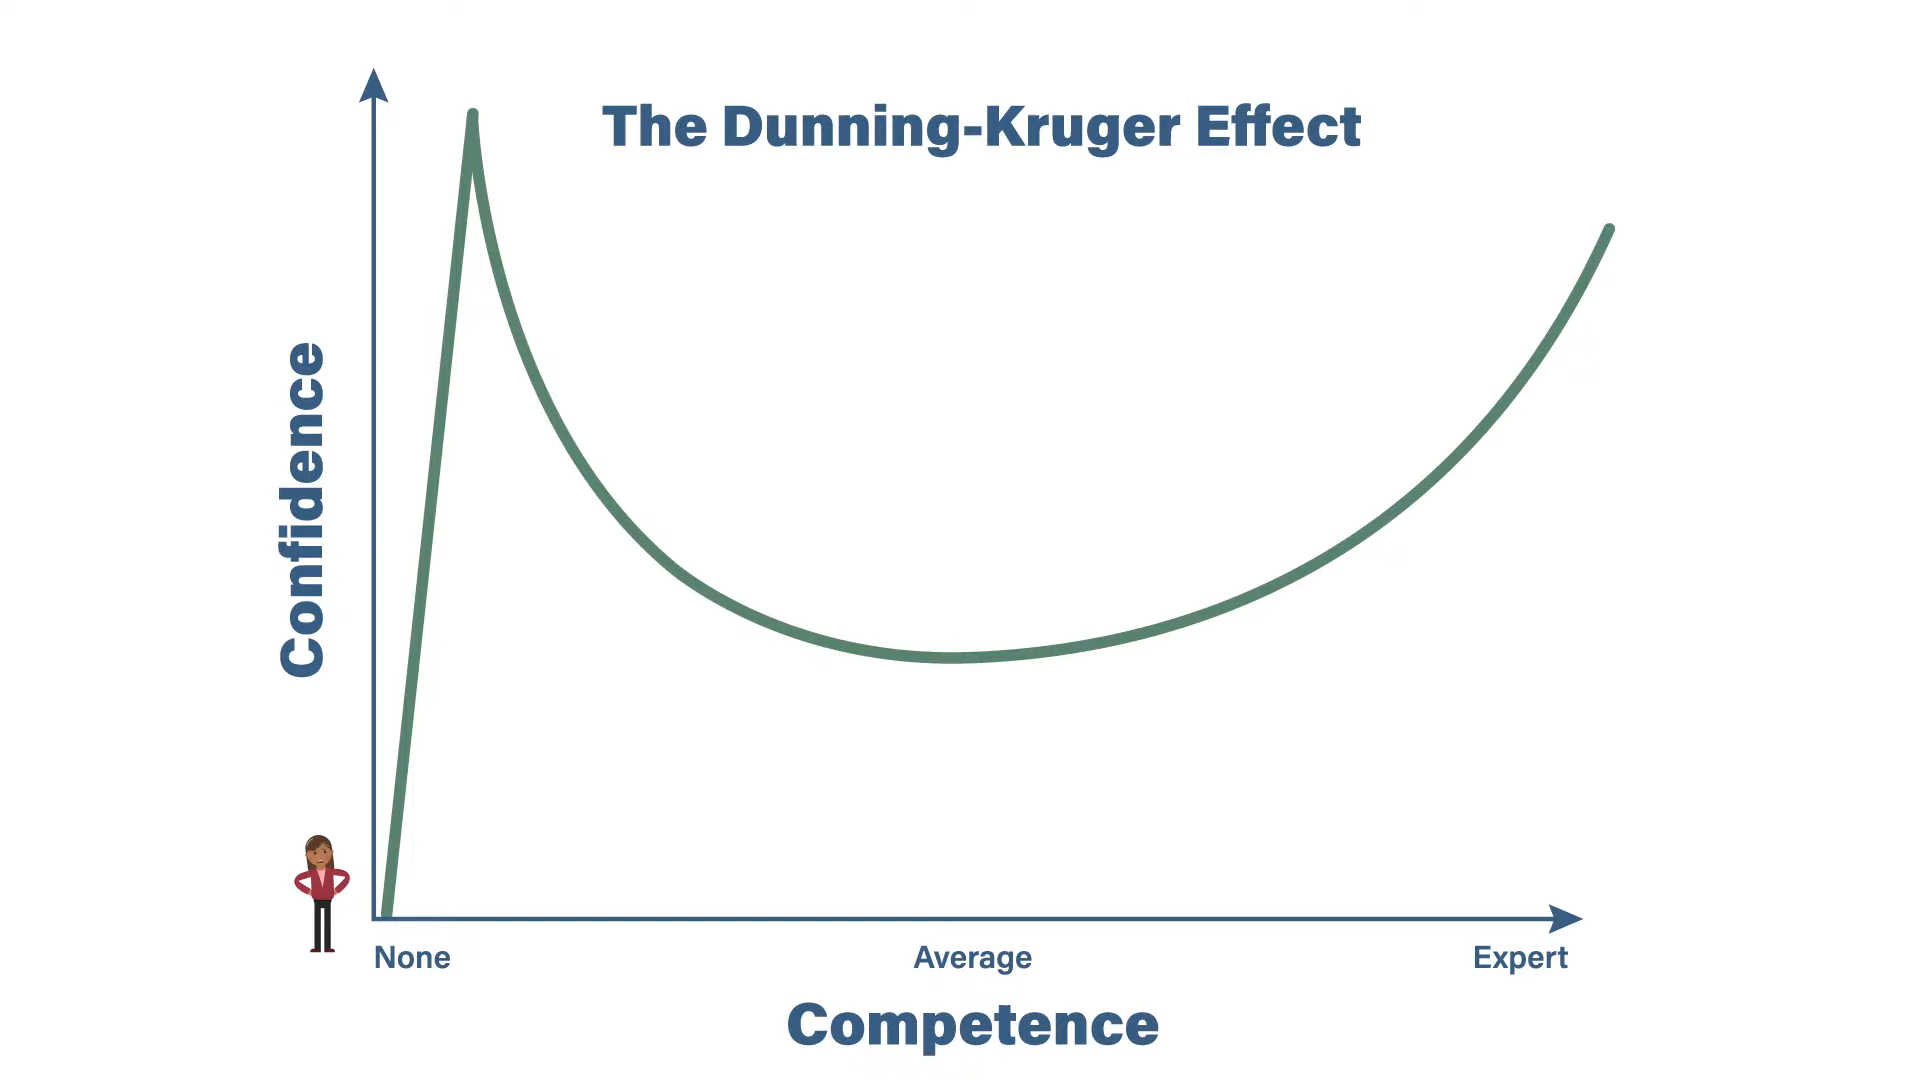 The Dunning-Kruger Effect
Confidence
None
Average
Expert
Competence